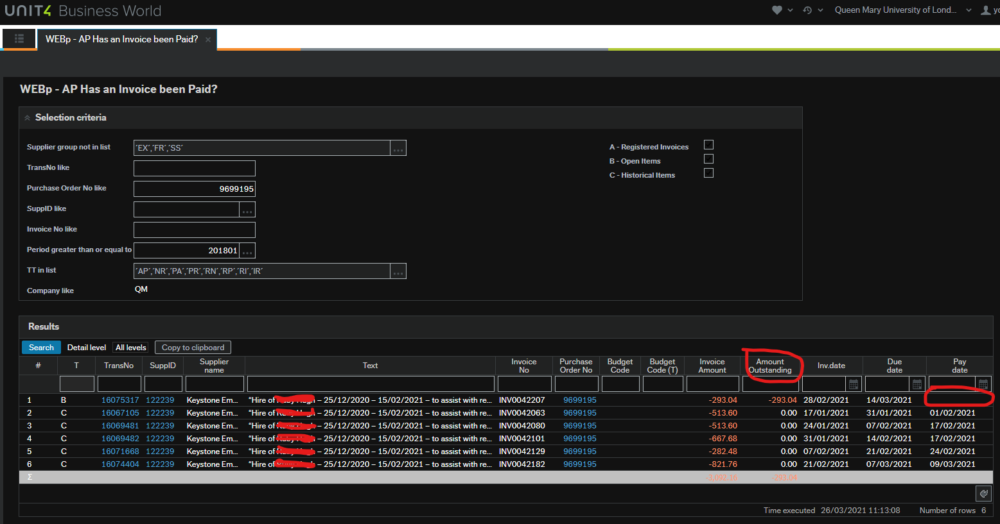 UNIT4 Business World
Queen Mary University of Lond...
WEBp - AP Has an Invoice been Paid? ×
WEBp - AP Has an Invoice been Paid?
Selection criteria
Supplier group not in list ´EX´,´FR´,´SS´ ...
A - Registered Invoices
TransNo like
B - Open Items
C - Historical Items
Purchase Order No like 9699195
SuppID like ...
Invoice No like
Period greater than or equal to 201801 ...
TT in list ´AP´,´NR´,´PA´,´PR´,´RN´,´RP´,´RI´,´IR´ ...
Company like QM
Results
Search Detail level All levels Copy to clipboard
# T TransNo SuppID Supplier name Text Invoice No Purchase Order No Budget Code Budget Code (T) Invoice Amount Amount Outstanding Inv.date Due date Pay date
1 B 16075317 122239 Keystone Em... “Hire of – 25/12/2020 – 15/02/2021 – to assist with re... INV0042207 9699195 -293.04 -293.04 28/02/2021 14/03/2021
2 C 16067105 122239 Keystone Em... “Hire of – 25/12/2020 – 15/02/2021 – to assist with re... INV0042063 9699195 -513.60 0.00 17/01/2021 31/01/2021 01/02/2021
3 C 16069481 122239 Keystone Em... “Hire of – 25/12/2020 – 15/02/2021 – to assist with re... INV0042080 9699195 -513.60 0.00 24/01/2021 07/02/2021 17/02/2021
4 C 16069482 122239 Keystone Em... “Hire of – 25/12/2020 – 15/02/2021 – to assist with re... INV0042101 9699195 -667.68 0.00 31/01/2021 14/02/2021 17/02/2021
5 C 16071668 122239 Keystone Em... “Hire of – 25/12/2020 – 15/02/2021 – to assist with re... INV0042129 9699195 -282.48 0.00 07/02/2021 21/02/2021 24/02/2021
6 C 16074404 122239 Keystone Em... “Hire of – 25/12/2020 – 15/02/2021 – to assist with re... INV0042182 9699195 -821.76 0.00 21/02/2021 07/03/2021 09/03/2021
Σ -3,092.16 -293.04
Time executed 26/03/2021 11:13:08 Number of rows 6